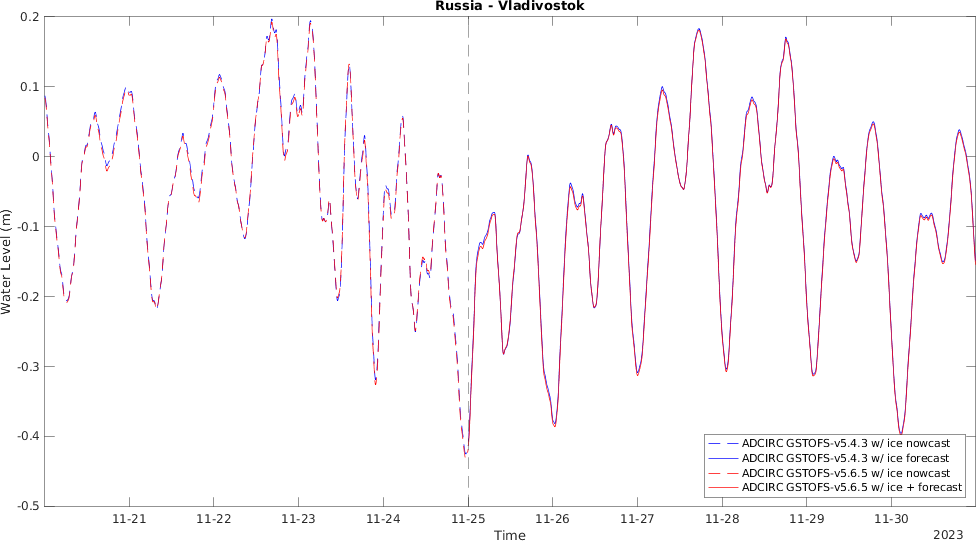 Russia - Vladivostok
Water Level (m)
0.2
0.1
0
-0.1
-0.2
-0.3
-0.4
-0.5
ADCIRC GSTOFS-v5.4.3 w/ ice nowcast
ADCIRC GSTOFS-v5.4.3 w/ ice forecast
ADCIRC GSTOFS-v5.6.5 w/ ice nowcast
ADCIRC GSTOFS-v5.6.5 w/ ice + forecast
11-21 11-22 11-23 11-24 11-25 11-26 11-27 11-28 11-29 11-30
Time
2023